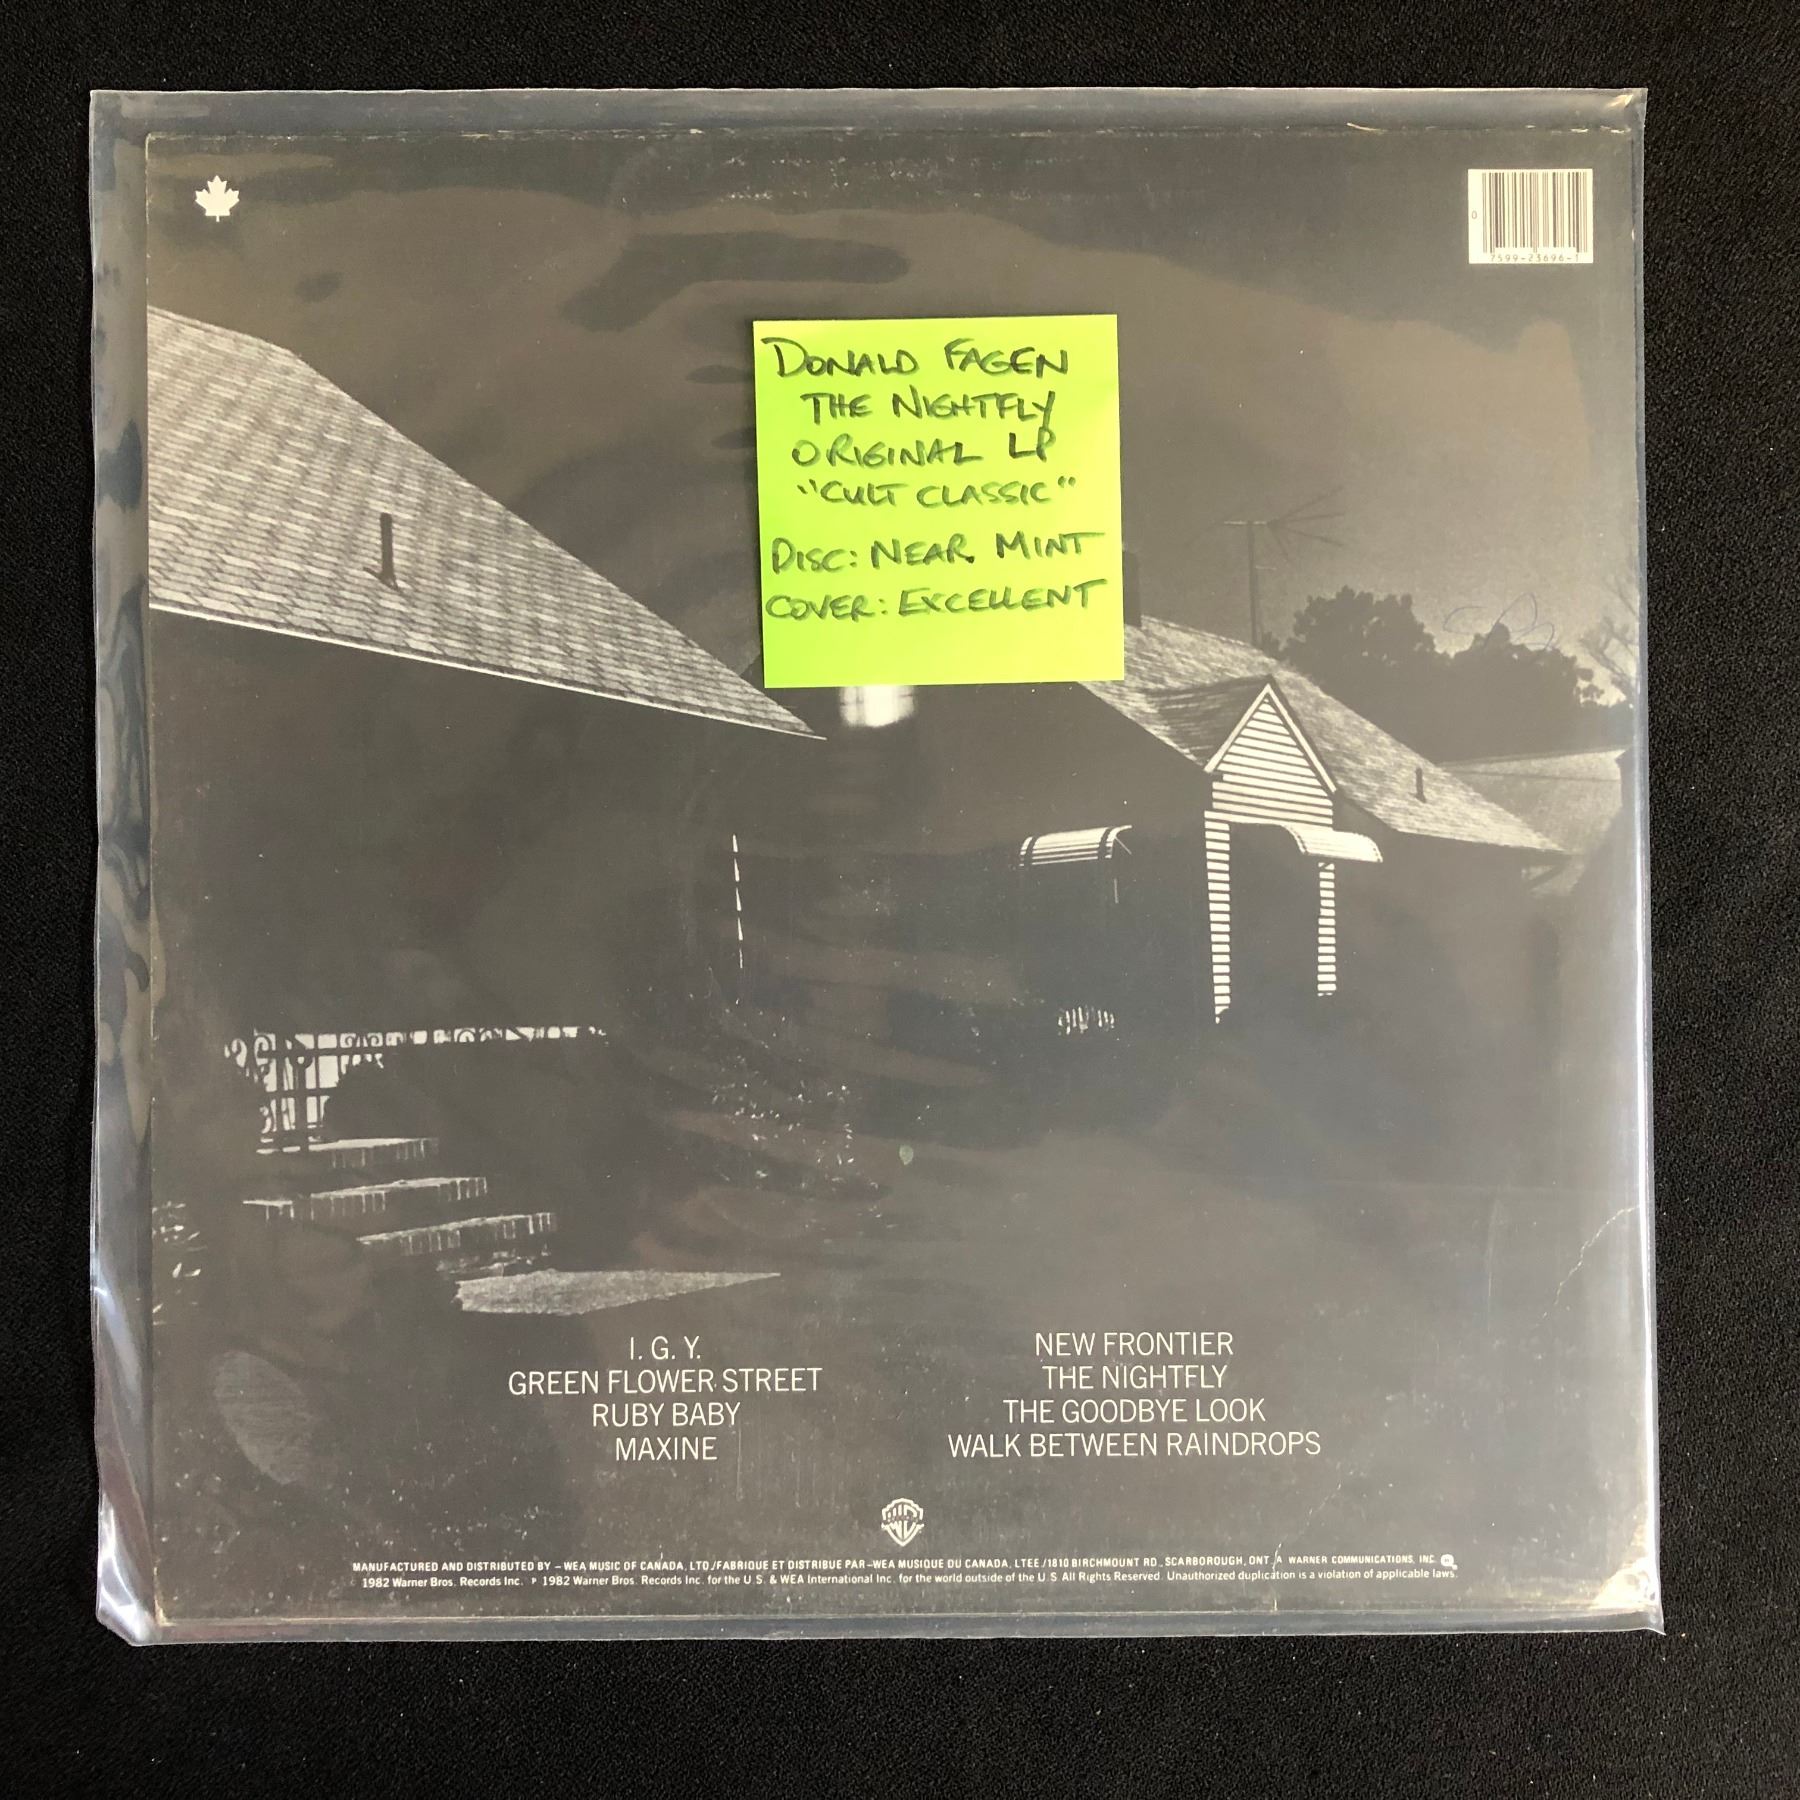 0
7599-23696-1
DONALD FAGEN
THE NIGHTFLY
ORIGINAL LP
"CULT CLASSIC"
DISC: NEAR MINT
COVER: EXCELLENT
I. G. Y.
GREEN FLOWER STREET
RUBY BABY
MAXINE
NEW FRONTIER
THE NIGHTFLY
THE GOODBYE LOOK
WALK BETWEEN RAINDROPS
MANUFACTURED AND DISTRIBUTED BY – WEA MUSIC OF CANADA, LTD./FABRIQUE ET DISTRIBUE PAR – WEA MUSIQUE DU CANADA, LTEE /1810 BIRCHMOUNT RD., SCARBOROUGH, ONT. A WARNER COMMUNICATIONS, INC.
1982 Warner Bros. Records Inc. ℗ 1982 Warner Bros. Records Inc. for the U.S. & WEA International Inc. for the world outside of the U.S. All Rights Reserved. Unauthorized duplication is a violation of applicable laws.